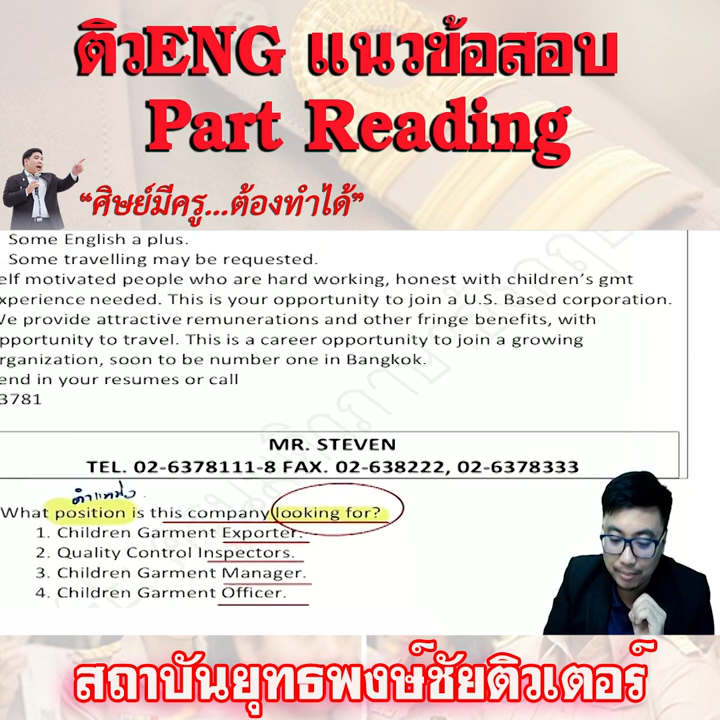 ติวENG แนวข้อสอบ
Part Reading
“ศิษย์มีครู...ต้องทำได้”
Some English a plus.
Some travelling may be requested.
elf motivated people who are hard working, honest with children’s gmt
xperience needed. This is your opportunity to join a U.S. Based corporation.
e provide attractive remunerations and other fringe benefits, with
pportunity to travel. This is a career opportunity to join a growing
rganization, soon to be number one in Bangkok.
end in your resumes or call
3781
MR. STEVEN
TEL. 02-6378111-8 FAX. 02-638222, 02-6378333
ตำแหน่ง
What position is this company looking for?
1. Children Garment Exporter.
2. Quality Control Inspectors.
3. Children Garment Manager.
4. Children Garment Officer.
สถาบันยุทธพงษ์ชัยติวเตอร์